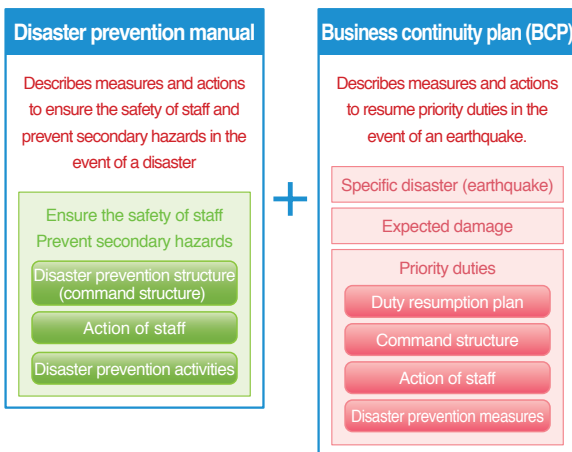 Disaster prevention manual
Describes measures and actions
to ensure the safety of staff and
prevent secondary hazards in the
event of a disaster
Ensure the safety of staff
Prevent secondary hazards
Disaster prevention structure
(command structure)
Action of staff
Disaster prevention activities
+
Business continuity plan (BCP)
Describes measures and actions
to resume priority duties in the
event of an earthquake.
Specific disaster (earthquake)
Expected damage
Priority duties
Duty resumption plan
Command structure
Action of staff
Disaster prevention measures